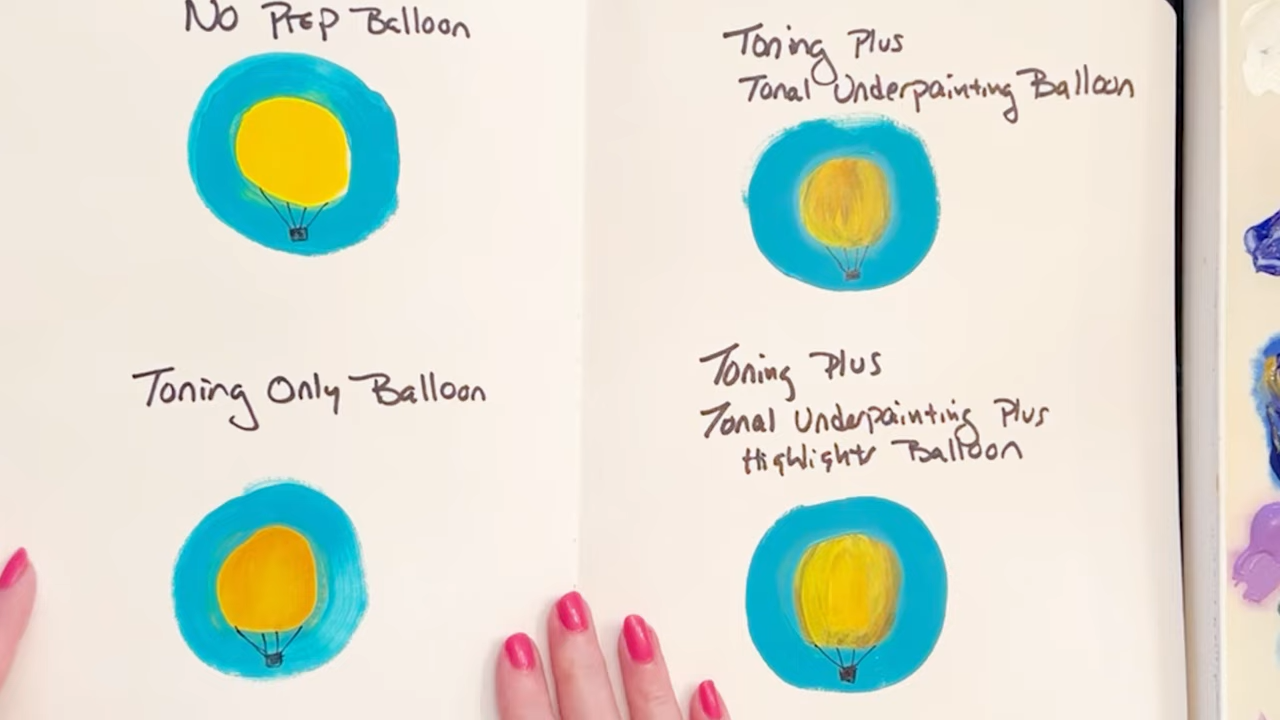 No Prep Balloon
Toning Only Balloon
Toning Plus
Tonal Underpainting Balloon
Toning Plus
Tonal Underpainting Plus
Highlights Balloon